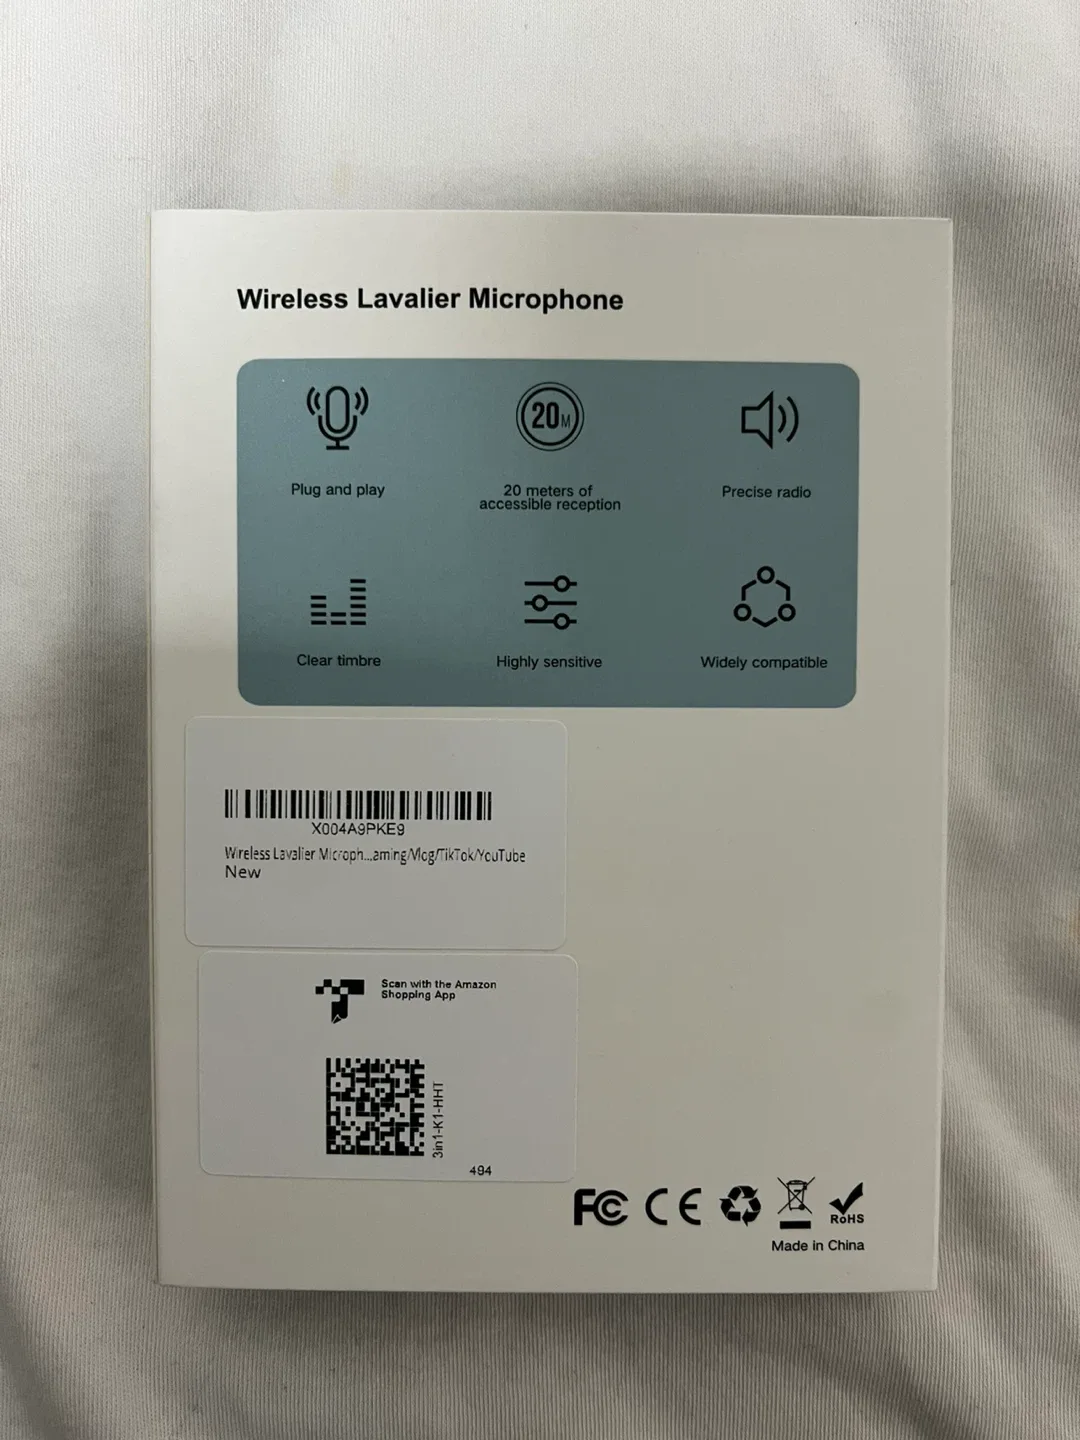 Wireless Lavalier Microphone
20M
Plug and play
20 meters of
accessible reception
Precise radio
Clear timbre
Highly sensitive
Widely compatible
X004A9PKE9
Wireless Lavalier Microph...aming/Vlog/TikTok/YouTube
New
Scan with the Amazon
Shopping App
3in1-K1-HHT
494
FC CE
RoHS
Made in China